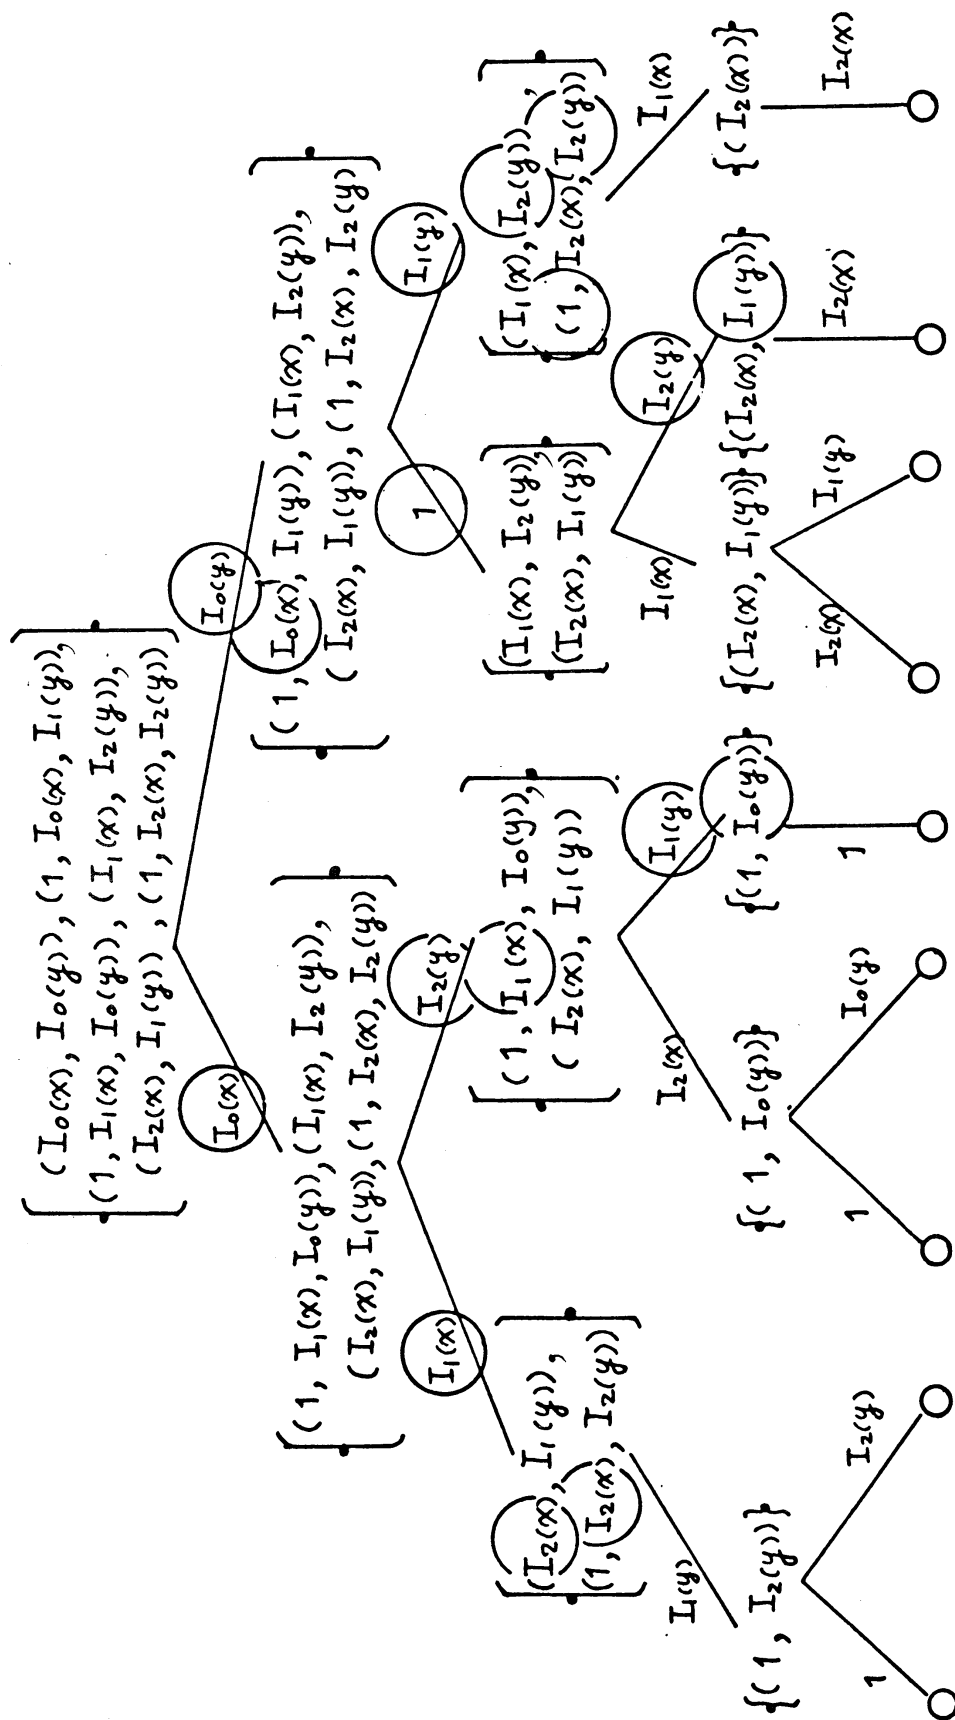 (I₀(x), I₀(y)), (1, I₀(x), I₁(y)),
(1, I₁(x), I₀(y)), (I₁(x), I₂(y)),
(I₂(x), I₁(y)), (1, I₂(x), I₂(y))
I₀(x)
I₀(y)
(1, I₁(x), I₀(y)), (I₁(x), I₂(y)),
(I₂(x), I₁(y)), (1, I₂(x), I₂(y))
(1, I₀(x), I₁(y)), (I₁(x), I₂(y)),
(I₂(x), I₁(y)), (1, I₂(x), I₂(y)
I₁(x)
I₂(y)
1
I₁(y)
(I₂(x), I₁(y)),
(1, I₂(x), I₂(y))
(1, I₁(x), I₀(y)),
(I₂(x), I₁(y))
(I₁(x), I₂(y)),
(I₂(x), I₁(y))
(I₁(x), I₂(y)),
(1, I₂(x), I₂(y))
I₁(y)
I₂(x)
I₁(y)
I₁(x)
I₂(y)
I₁(x)
{(1, I₂(y))}
{(1, I₀(y))}
{(1, I₀(y))}
{(I₂(x), I₁(y))}
{(I₂(x), I₁(y))}
{(I₂(x))}
1
I₂(y)
1
I₀(y)
1
I₂(x)
I₁(y)
I₂(x)
I₂(x)